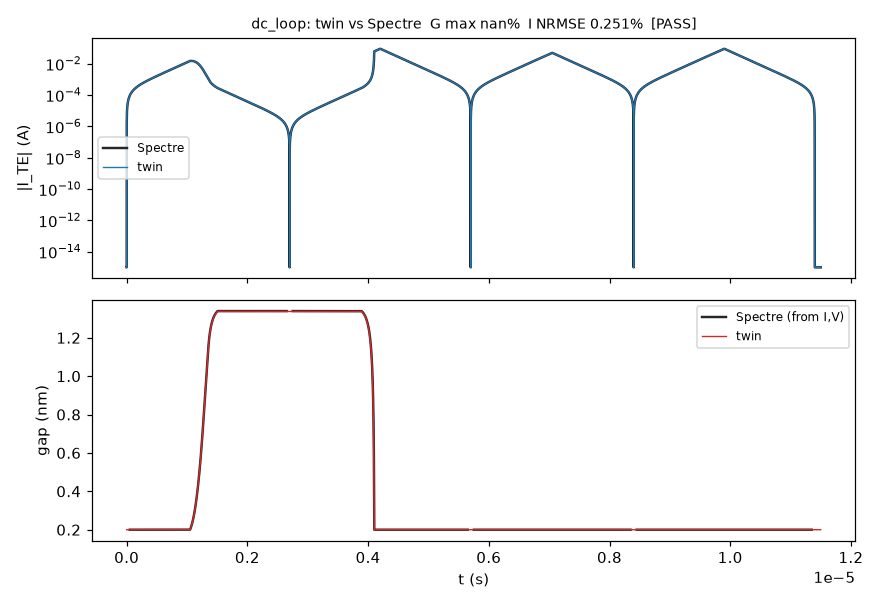 dc_loop: twin vs Spectre  G max nan%  I NRMSE 0.251%  [PASS]
|I_TE| (A)
10⁻²
10⁻⁴
10⁻⁶
10⁻⁸
10⁻¹⁰
10⁻¹²
10⁻¹⁴
Spectre
twin
gap (nm)
1.2
1.0
0.8
0.6
0.4
0.2
Spectre (from I,V)
twin
0.0 0.2 0.4 0.6 0.8 1.0 1.2
1e−5
t (s)